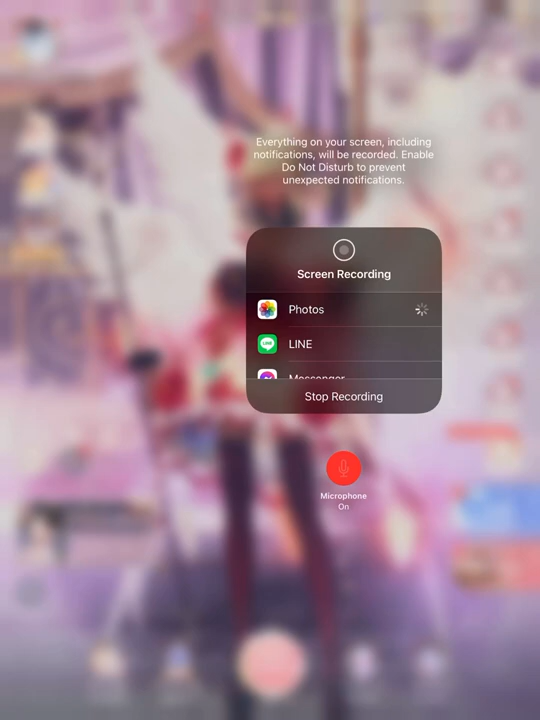 Everything on your screen, including
notifications, will be recorded. Enable
Do Not Disturb to prevent
unexpected notifications.
Screen Recording
Photos
LINE
Messenger
Stop Recording
Microphone
On